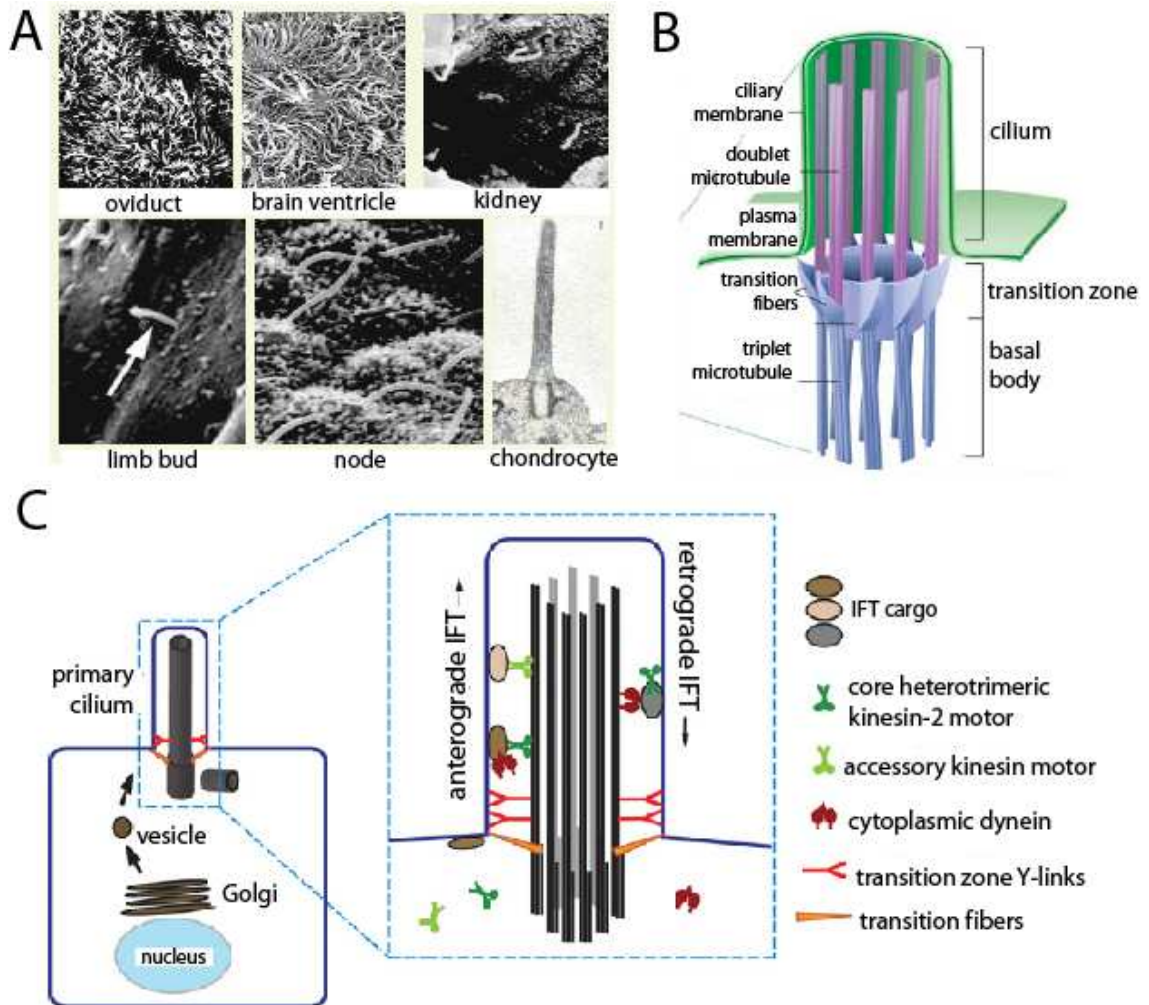 A
oviduct
brain ventricle
kidney
limb bud
node
chondrocyte
B
ciliary
membrane
doublet
microtubule
plasma
membrane
transition
fibers
triplet
microtubule
cilium
transition zone
basal
body
C
primary
cilium
vesicle
Golgi
nucleus
anterograde IFT
retrograde IFT
IFT cargo
core heterotrimeric
kinesin-2 motor
accessory kinesin motor
cytoplasmic dynein
transition zone Y-links
transition fibers